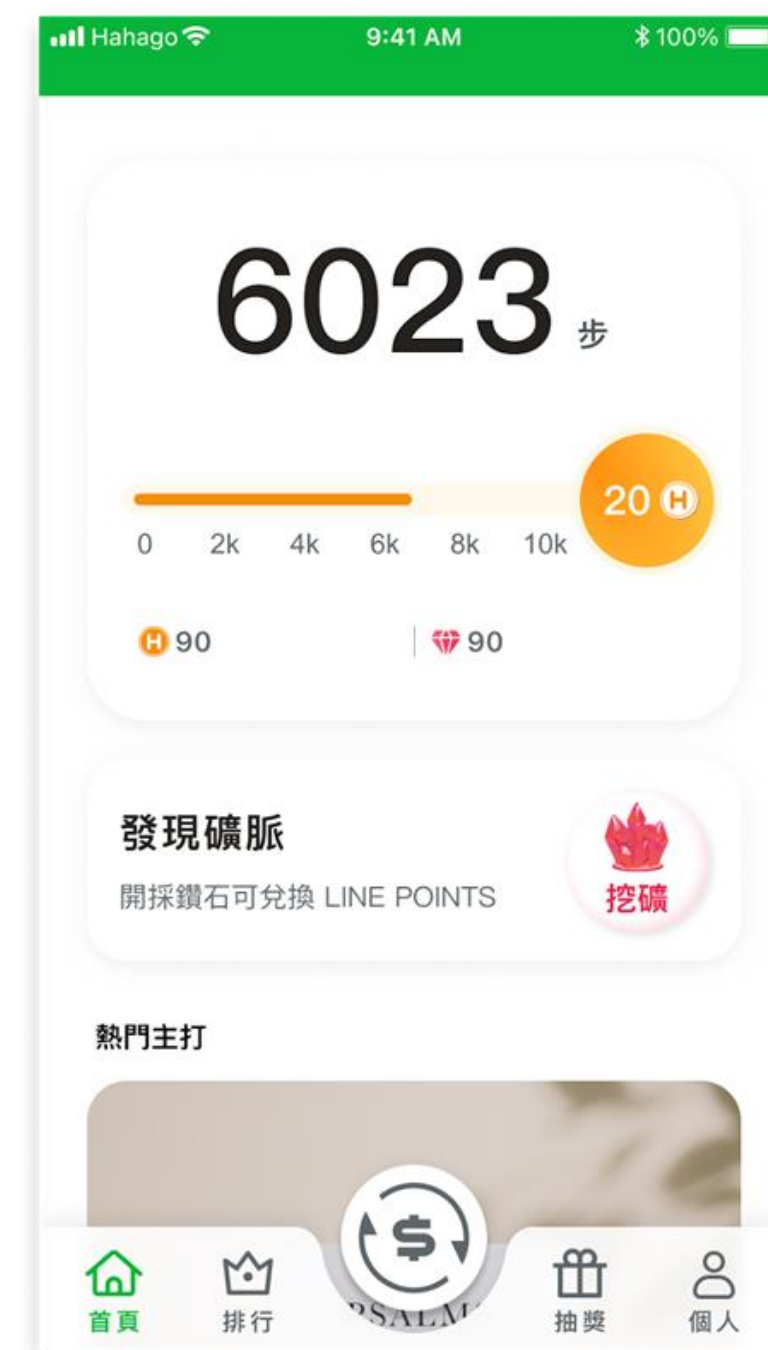 Hahago 9:41 AM 100%
6023 步
20 H
0 2k 4k 6k 8k 10k
H 90 90
發現礦脈
開採鑽石可兌換 LINE POINTS
挖礦
熱門主打
$
首頁 排行 抽獎 個人